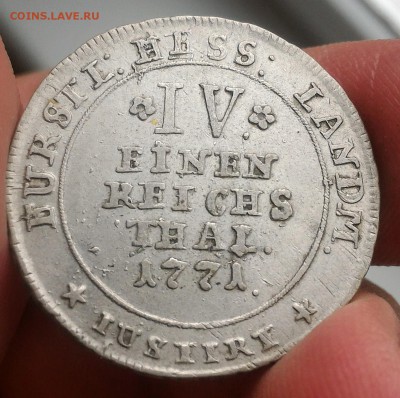 COINS.LAVE.RU
FURSTL: HESS: LANDM.
IV
EINEN
REICHS
THAL.
1771.
IUSTIRT